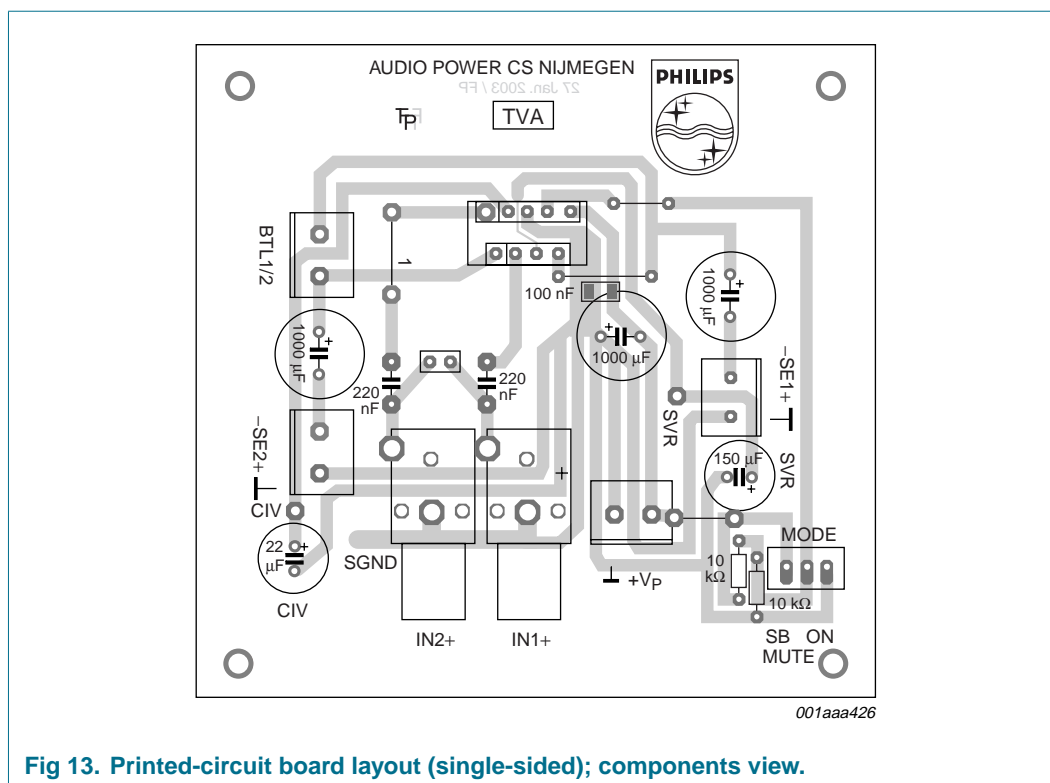 AUDIO POWER CS NIJMEGEN
27 Jan. 2003 / FP
PHILIPS
TVA
BTL1/2
1
100 nF
1000 µF
1000 µF
1000 µF
220
nF
220
nF
−SE1+
SVR
−SE2+
150 µF
SVR
CIV
+
MODE
22
µF
SGND
10
kΩ
+VP
10 kΩ
CIV
IN2+
IN1+
SB ON
MUTE
001aaa426
Fig 13. Printed-circuit board layout (single-sided); components view.